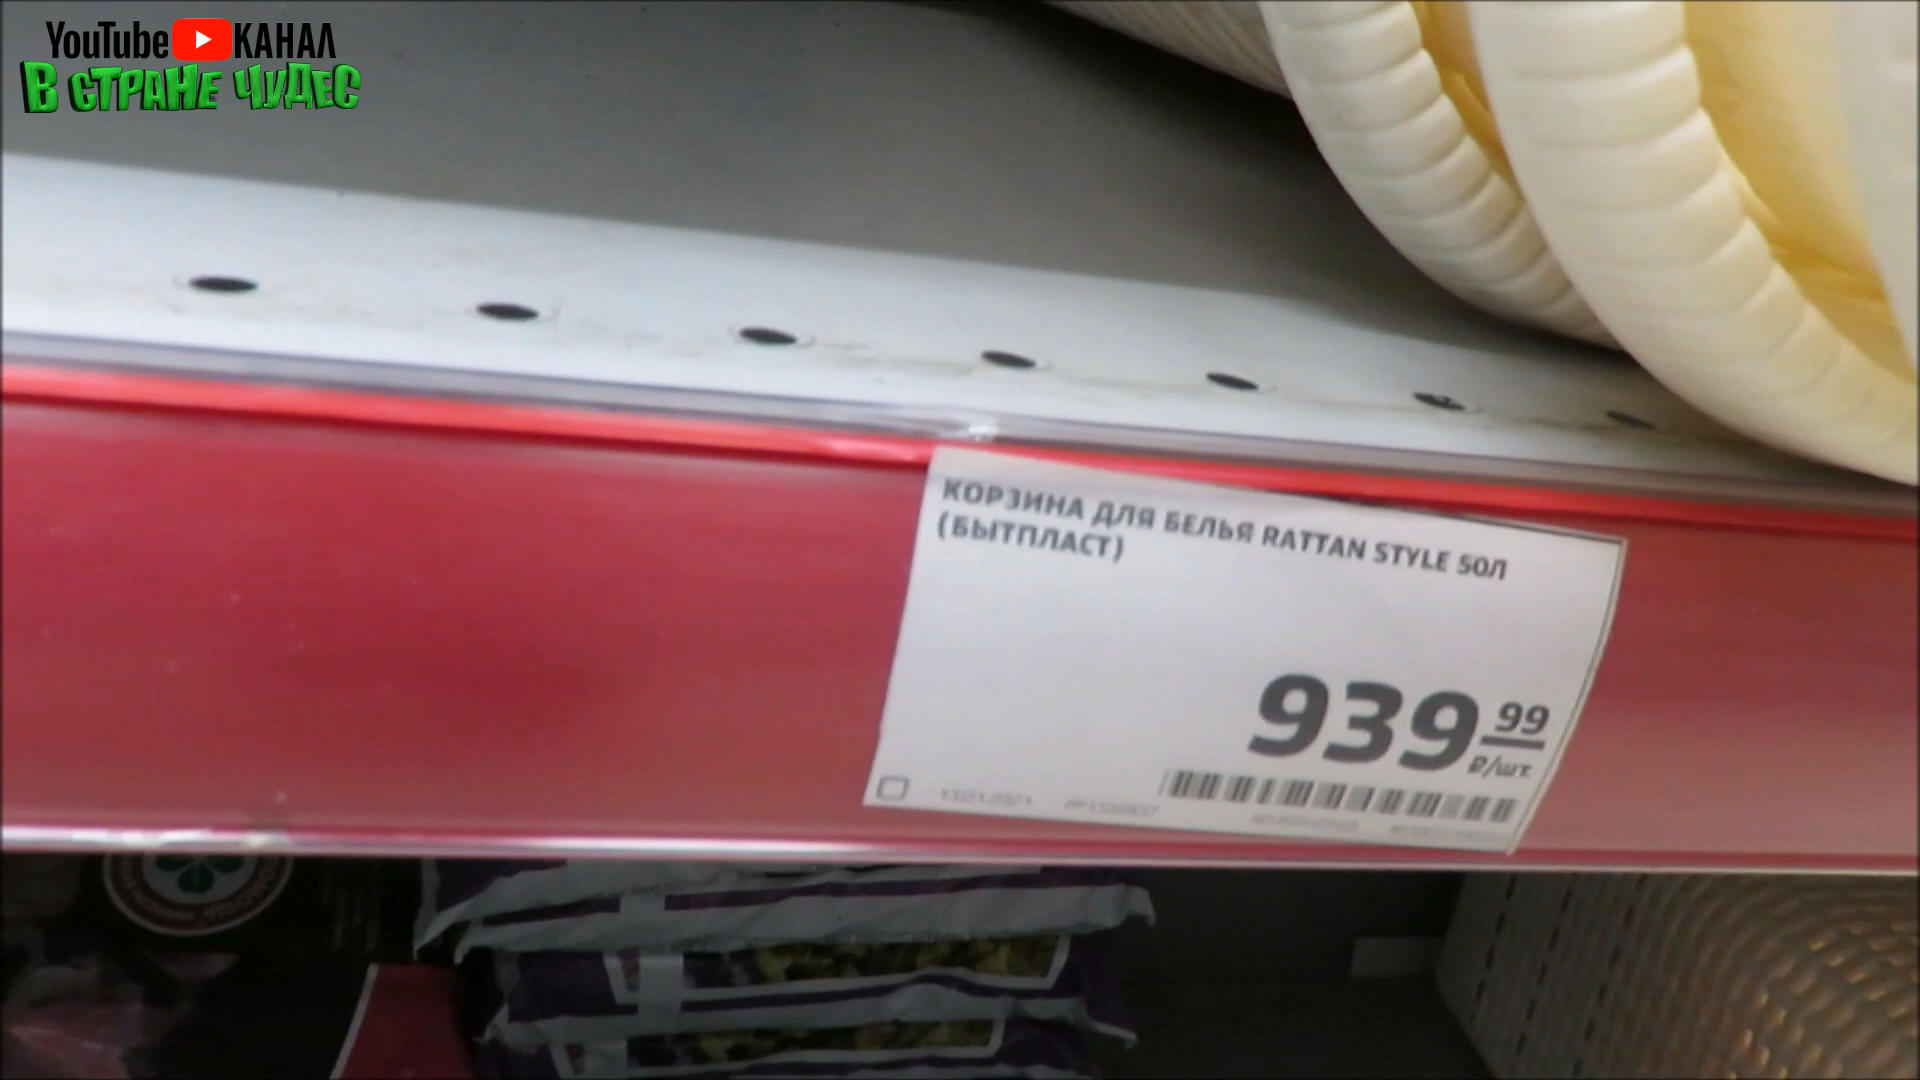 YouTube КАНАЛ
В СТРАНЕ ЧУДЕС
КОРЗИНА ДЛЯ БЕЛЬЯ RATTAN STYLE 50Л
(БЫТПЛАСТ)
939 99
₽/шт.